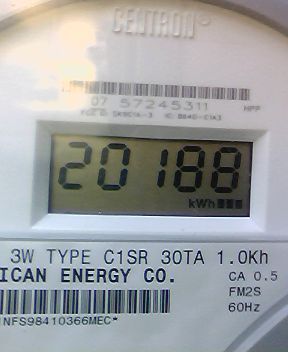 CENTRON
07 57245311 HPP
20188
kWh
3W TYPE C1SR 30TA 1.0Kh
ICAN ENERGY CO. CA 0.5
FM2S
60Hz
NFS98410366MEC*